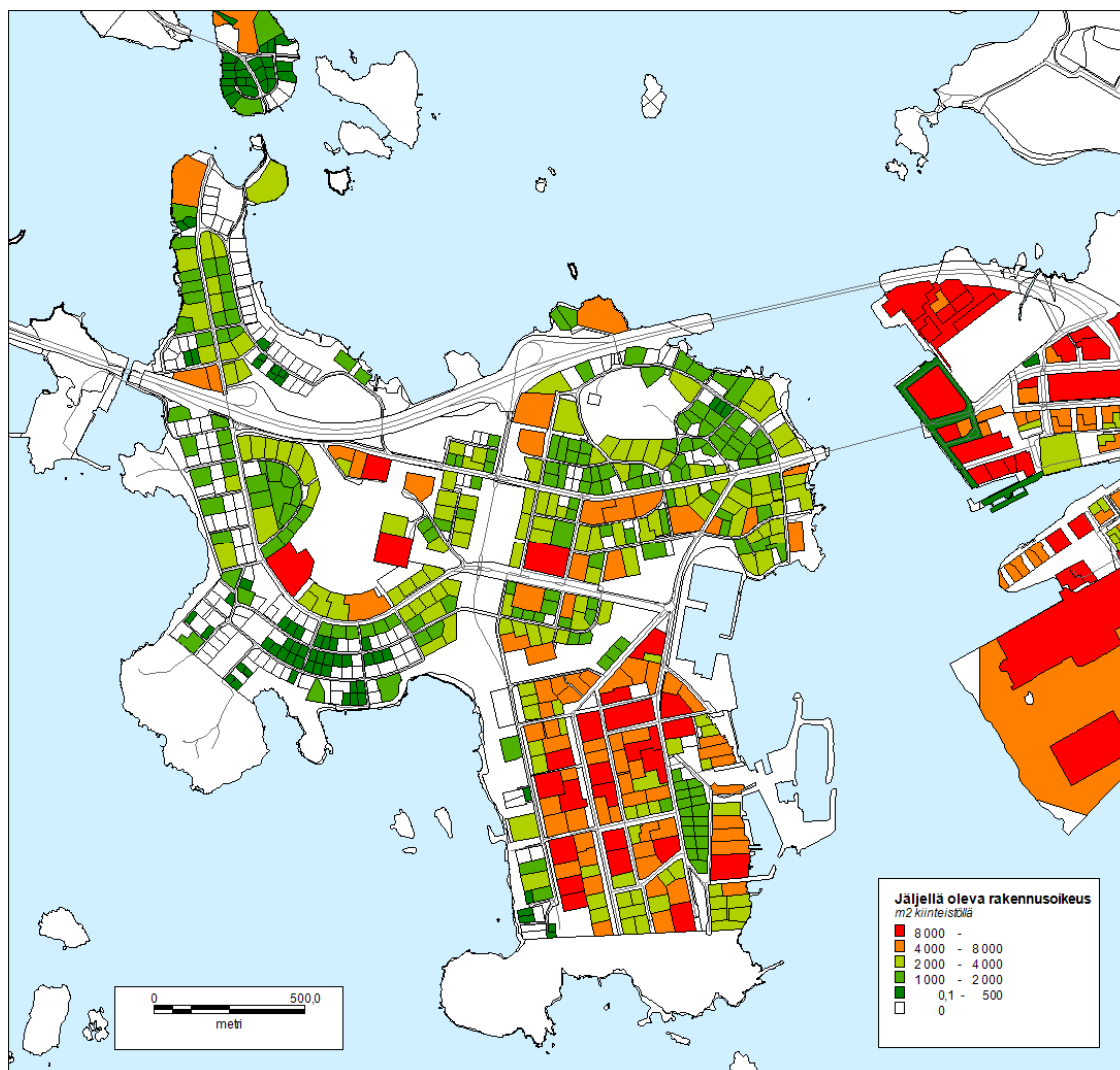 Jäljellä oleva rakennusoikeus
m2 kiinteistöllä
8 000 -
4 000 - 8 000
2 000 - 4 000
1 000 - 2 000
0,1 - 500
0
0 500,0
metri